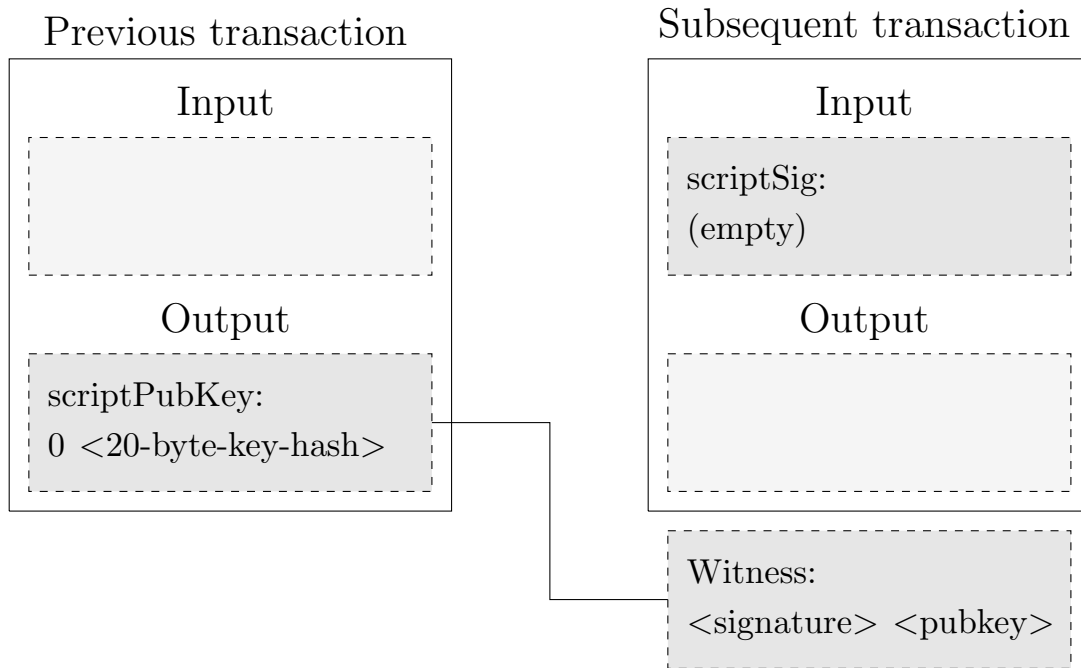 Previous transaction
Input
Output
scriptPubKey:
0 <20-byte-key-hash>
Subsequent transaction
Input
scriptSig:
(empty)
Output
Witness:
<signature> <pubkey>